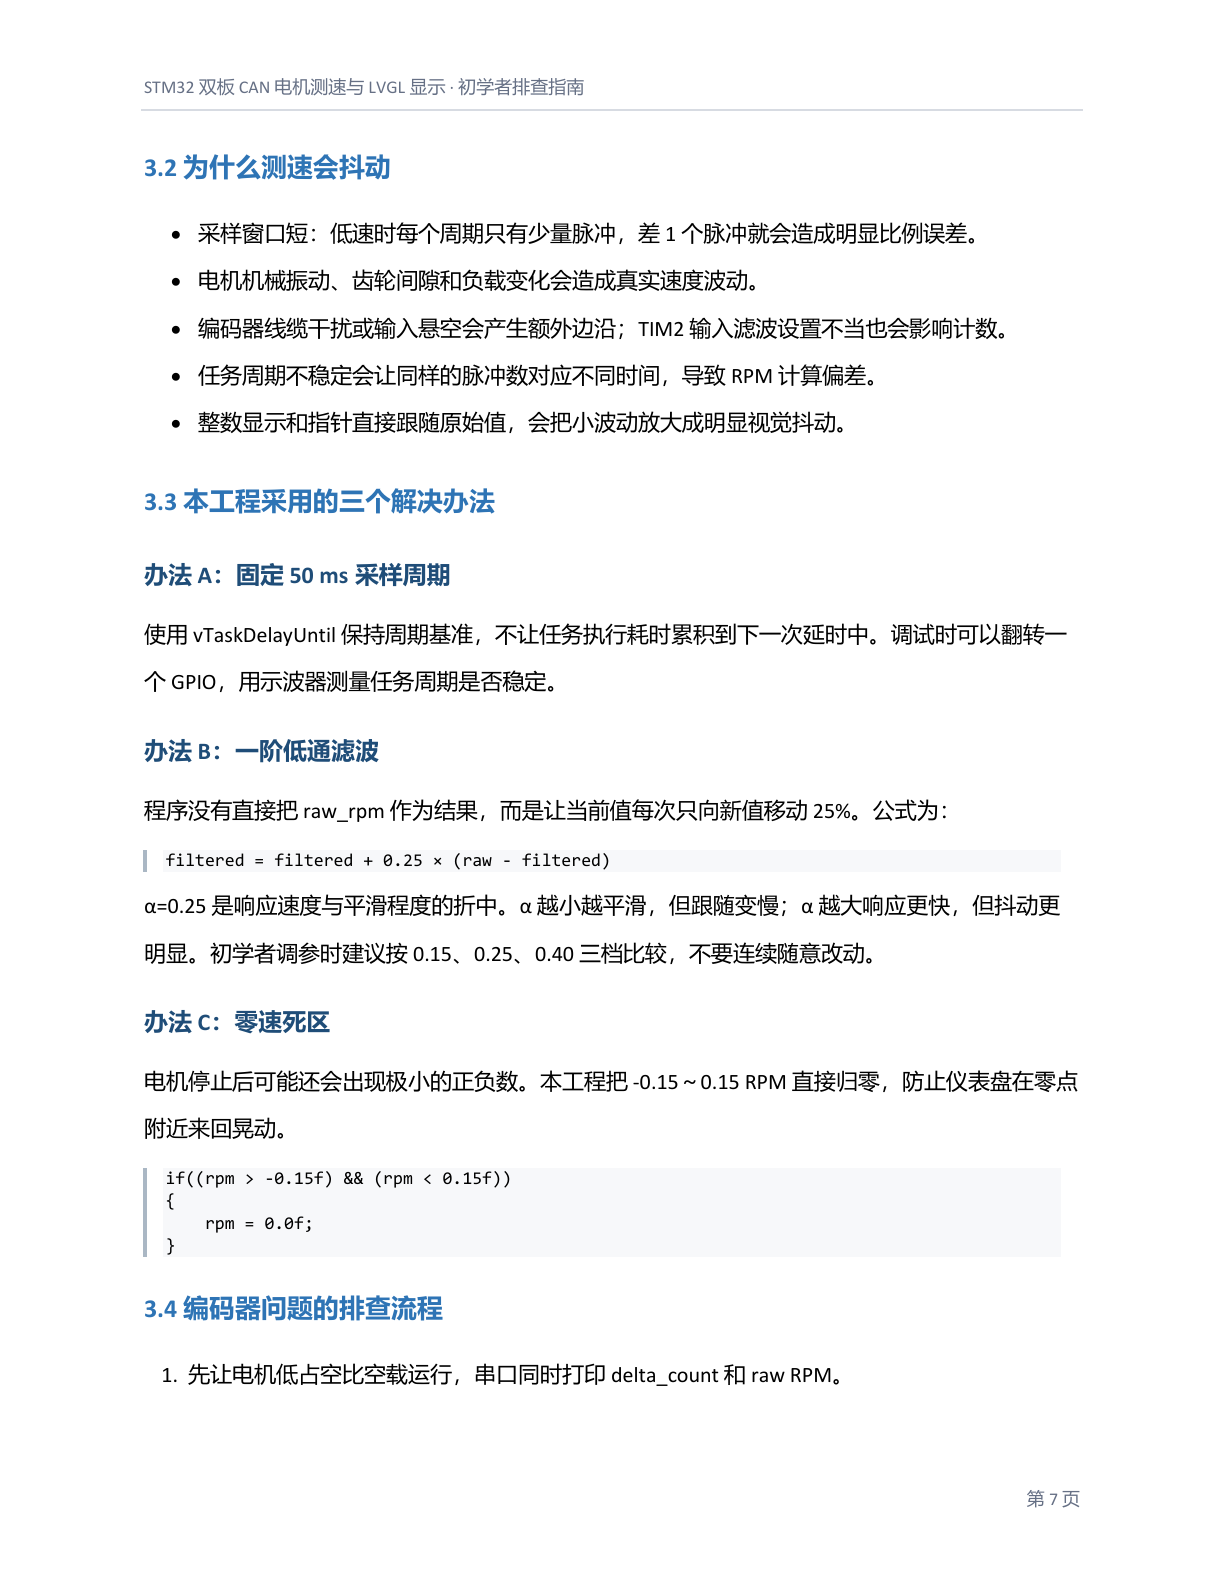 STM32 双板 CAN 电机测速与 LVGL 显示 · 初学者排查指南
3.2 为什么测速会抖动
• 采样窗口短：低速时每个周期只有少量脉冲，差 1 个脉冲就会造成明显比例误差。
• 电机机械振动、齿轮间隙和负载变化会造成真实速度波动。
• 编码器线缆干扰或输入悬空会产生额外边沿；TIM2 输入滤波设置不当也会影响计数。
• 任务周期不稳定会让同样的脉冲数对应不同时间，导致 RPM 计算偏差。
• 整数显示和指针直接跟随原始值，会把小波动放大成明显视觉抖动。
3.3 本工程采用的三个解决办法
办法 A：固定 50 ms 采样周期
使用 vTaskDelayUntil 保持周期基准，不让任务执行耗时累积到下一次延时中。调试时可以翻转一
个 GPIO，用示波器测量任务周期是否稳定。
办法 B：一阶低通滤波
程序没有直接把 raw_rpm 作为结果，而是让当前值每次只向新值移动 25%。公式为：
filtered = filtered + 0.25 × (raw - filtered)
α=0.25 是响应速度与平滑程度的折中。α 越小越平滑，但跟随变慢；α 越大响应更快，但抖动更
明显。初学者调参时建议按 0.15、0.25、0.40 三档比较，不要连续随意改动。
办法 C：零速死区
电机停止后可能还会出现极小的正负数。本工程把 -0.15 ~ 0.15 RPM 直接归零，防止仪表盘在零点
附近来回晃动。
if((rpm > -0.15f) && (rpm < 0.15f))
{
    rpm = 0.0f;
}
3.4 编码器问题的排查流程
1. 先让电机低占空比空载运行，串口同时打印 delta_count 和 raw RPM。
第 7 页